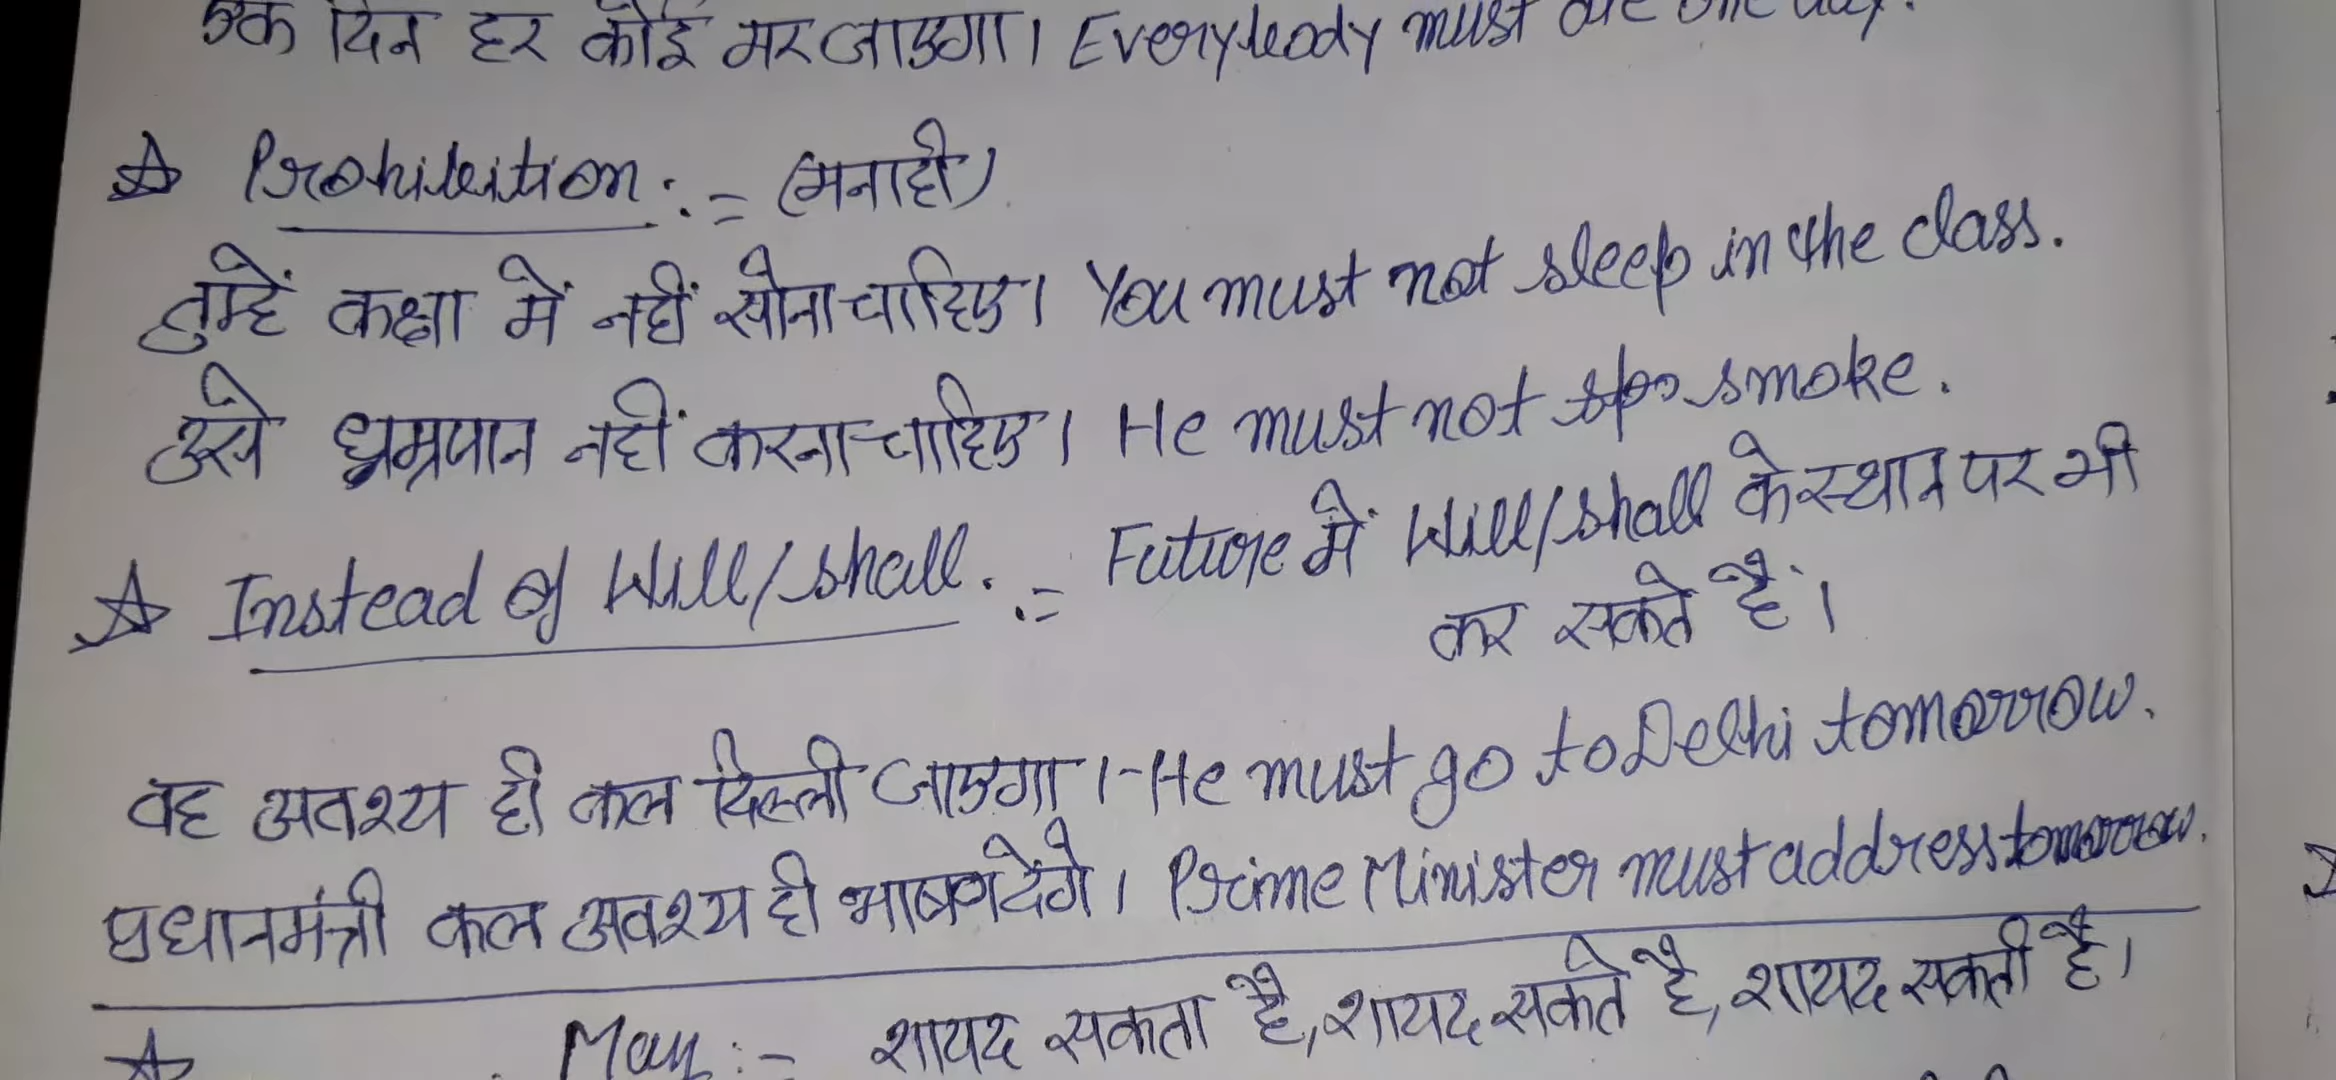 एक दिन हर कोई मर जाएगा। Everybody must die one day.
☆ Prohibition :- (मनाही)
तुम्हें कक्षा में नहीं सोना चाहिए। You must not sleep in the class.
उसे धूम्रपान नहीं करना चाहिए। He must not smoke.
☆ Instead of Will/shall. :- Future में Will/shall के स्थान पर भी
कर सकते हैं।
वह अवश्य ही कल दिल्ली जाएगा।-He must go to Delhi tomorrow.
प्रधानमंत्री कल अवश्य ही भाषण देंगे। Prime Minister must address tomorrow.
☆ May :- शायद सकता है, शायद सकते है, शायद सकती है।